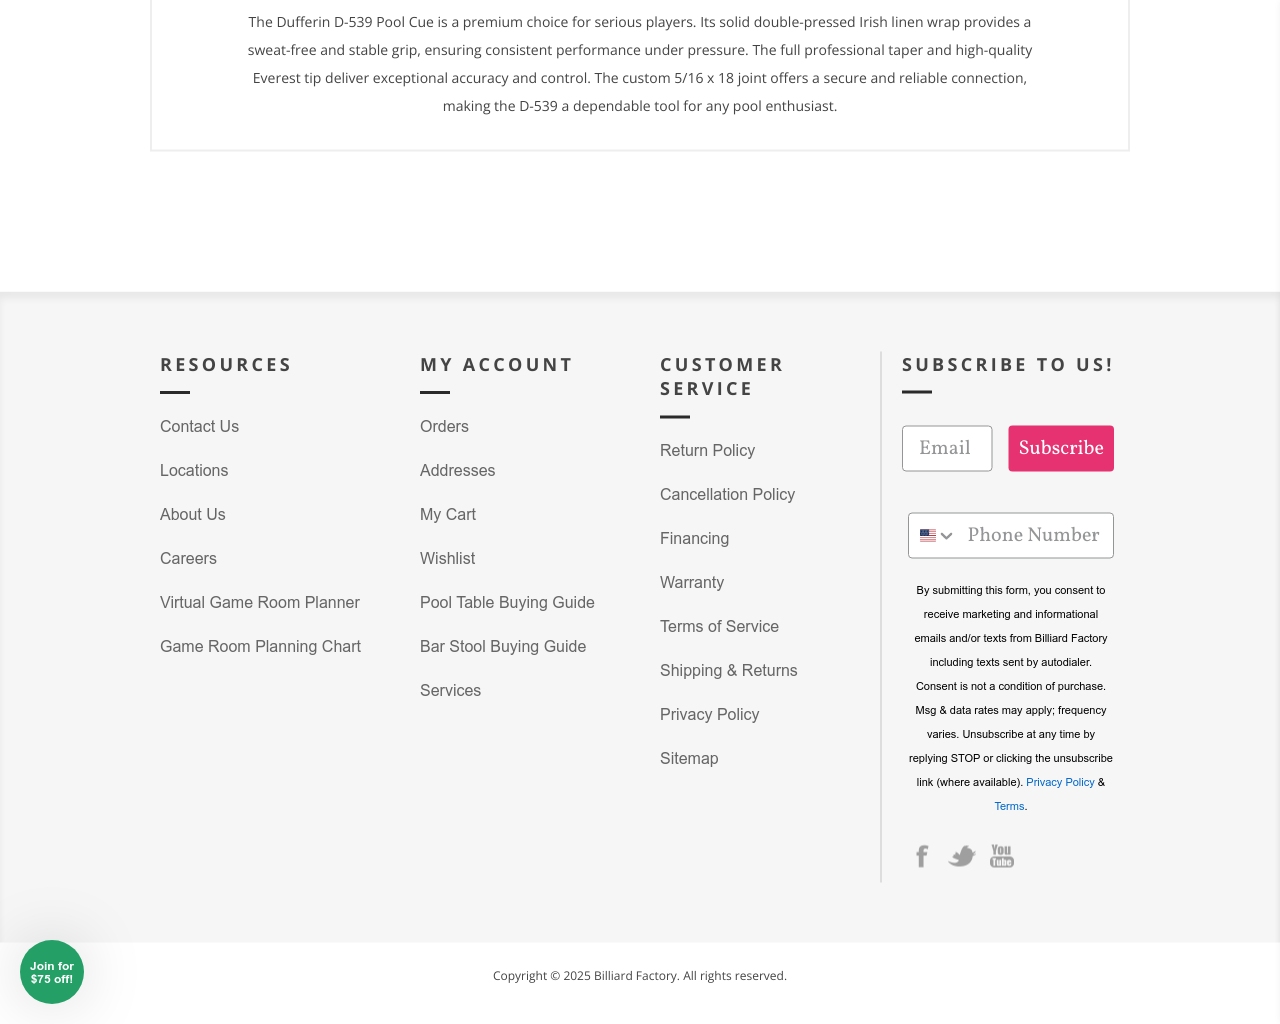 The Dufferin D-539 Pool Cue is a premium choice for serious players. Its solid double-pressed Irish linen wrap provides a
sweat-free and stable grip, ensuring consistent performance under pressure. The full professional taper and high-quality
Everest tip deliver exceptional accuracy and control. The custom 5/16 x 18 joint offers a secure and reliable connection,
making the D-539 a dependable tool for any pool enthusiast.
RESOURCES
Contact Us
Locations
About Us
Careers
Virtual Game Room Planner
Game Room Planning Chart
MY ACCOUNT
Orders
Addresses
My Cart
Wishlist
Pool Table Buying Guide
Bar Stool Buying Guide
Services
CUSTOMER
SERVICE
Return Policy
Cancellation Policy
Financing
Warranty
Terms of Service
Shipping & Returns
Privacy Policy
Sitemap
SUBSCRIBE TO US!
Email
Subscribe
Phone Number
By submitting this form, you consent to
receive marketing and informational
emails and/or texts from Billiard Factory
including texts sent by autodialer.
Consent is not a condition of purchase.
Msg & data rates may apply; frequency
varies. Unsubscribe at any time by
replying STOP or clicking the unsubscribe
link (where available). Privacy Policy &
Terms.
You
Tube
Join for
$75 off!
Copyright © 2025 Billiard Factory. All rights reserved.